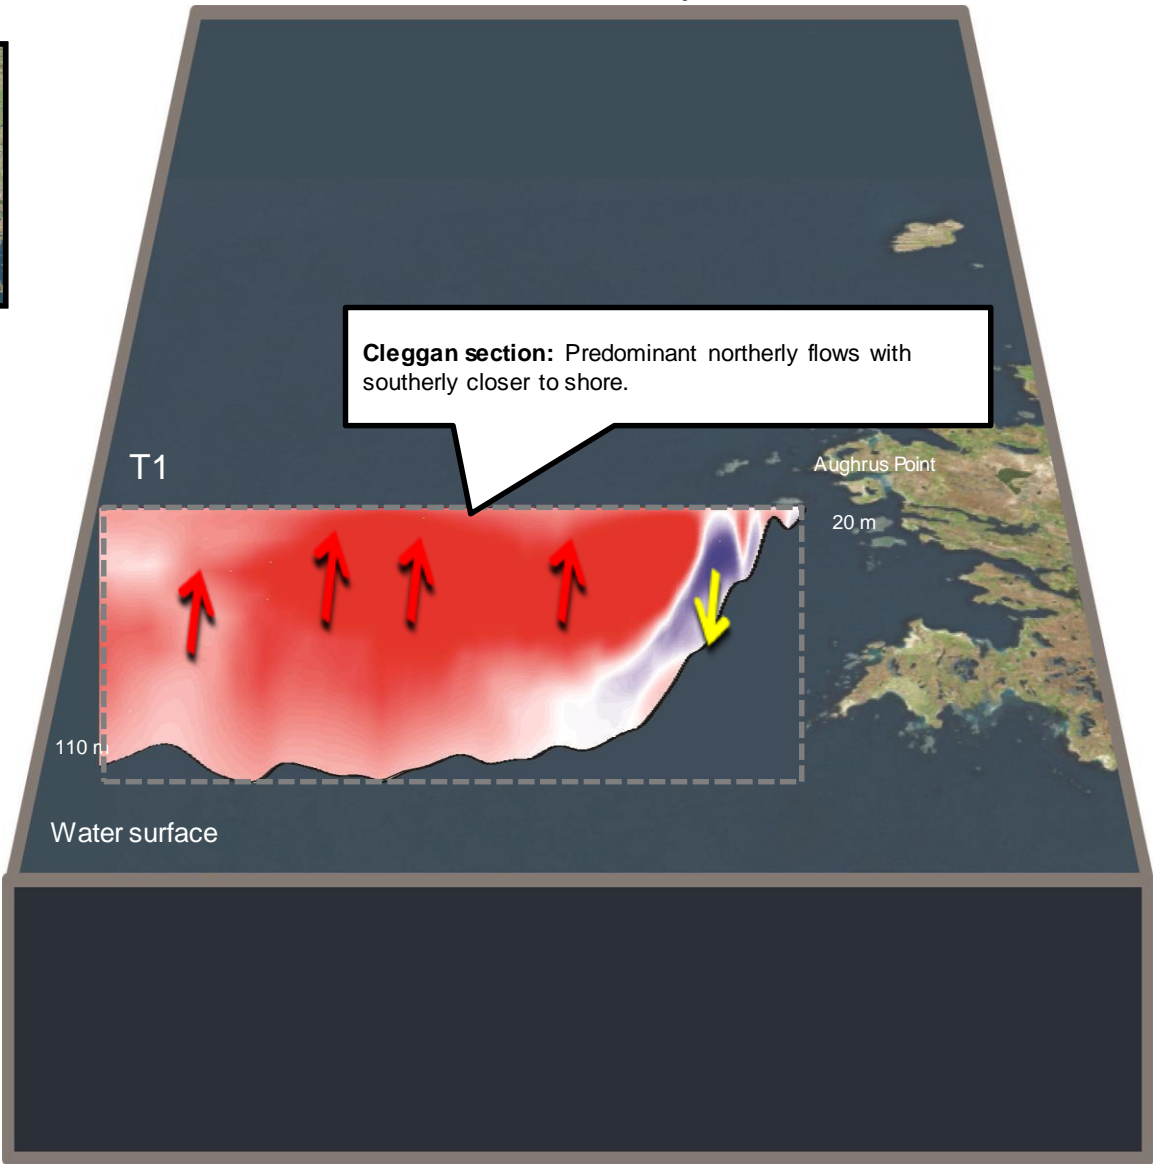 Cleggan section: Predominant northerly flows with
southerly closer to shore.
T1
Aughrus Point
20 m
110 m
Water surface